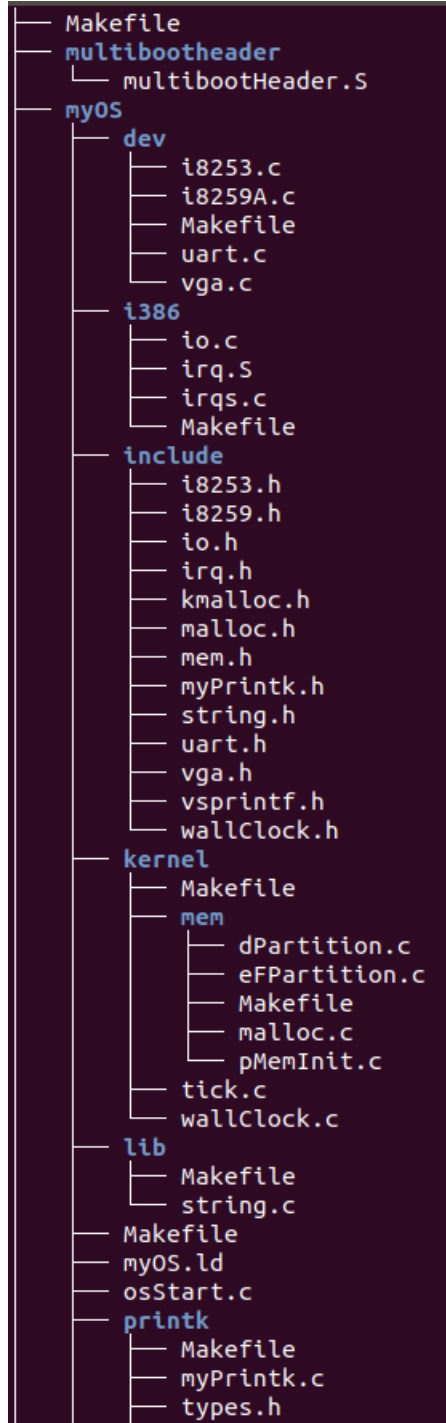 Makefile
multibootheader
multibootHeader.S
myOS
dev
i8253.c
i8259A.c
Makefile
uart.c
vga.c
i386
io.c
irq.S
irqs.c
Makefile
include
i8253.h
i8259.h
io.h
irq.h
kmalloc.h
malloc.h
mem.h
myPrintk.h
string.h
uart.h
vga.h
vsprintf.h
wallClock.h
kernel
Makefile
mem
dPartition.c
eFPartition.c
Makefile
malloc.c
pMemInit.c
tick.c
wallClock.c
lib
Makefile
string.c
Makefile
myOS.ld
osStart.c
printk
Makefile
myPrintk.c
types.h